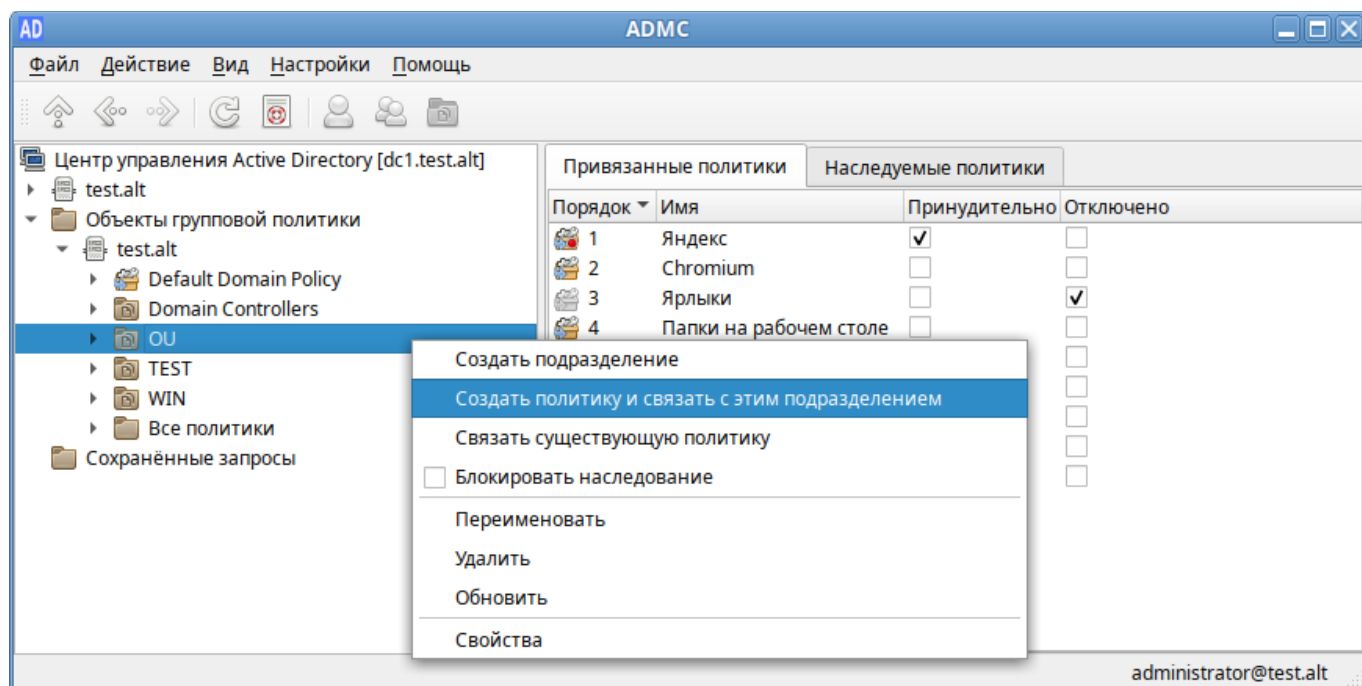 AD ADMC
Файл Действие Вид Настройки Помощь
Центр управления Active Directory [dc1.test.alt]
test.alt
Объекты групповой политики
test.alt
Default Domain Policy
Domain Controllers
OU
TEST
WIN
Все политики
Сохранённые запросы
Привязанные политики Наследуемые политики
Порядок Имя Принудительно Отключено
1 Яндекс
2 Chromium
3 Ярлыки
4 Папки на рабочем столе
Создать подразделение
Создать политику и связать с этим подразделением
Связать существующую политику
Блокировать наследование
Переименовать
Удалить
Обновить
Свойства
administrator@test.alt